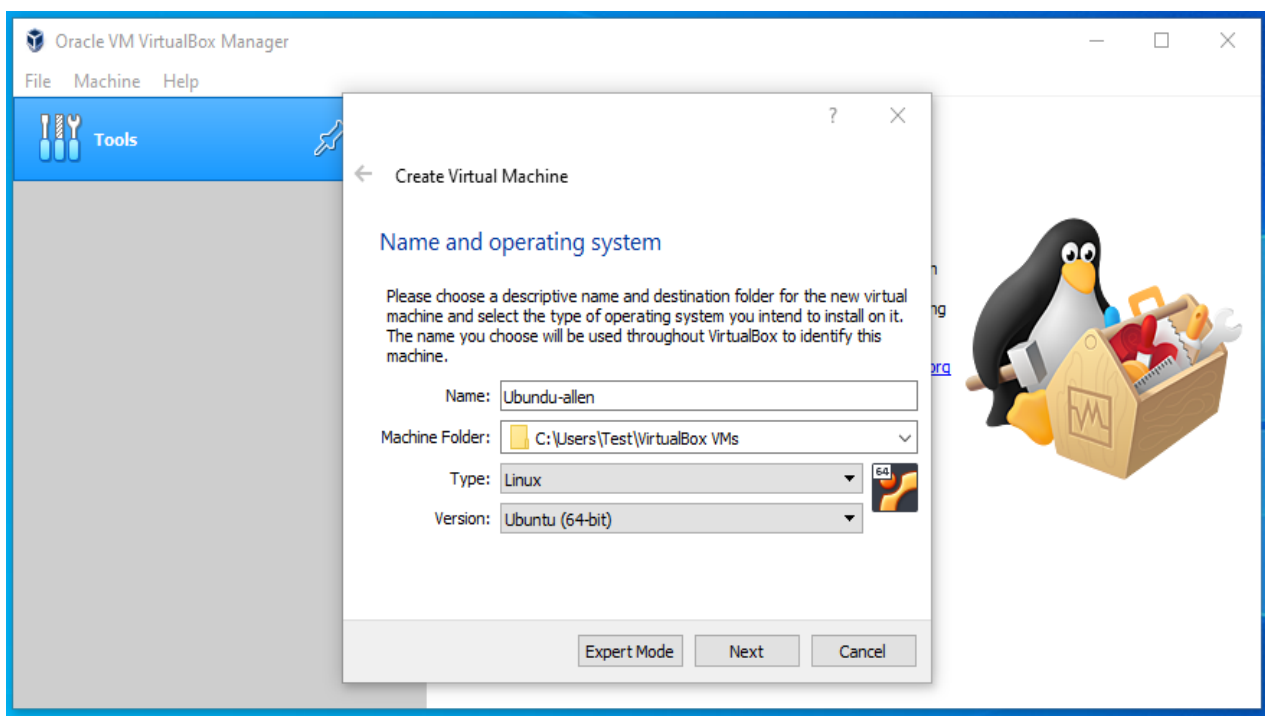 Oracle VM VirtualBox Manager
File Machine Help
Tools
? 
Create Virtual Machine
Name and operating system
Please choose a descriptive name and destination folder for the new virtual
machine and select the type of operating system you intend to install on it.
The name you choose will be used throughout VirtualBox to identify this
machine.
Name: Ubundu-allen
Machine Folder: C:\Users\Test\VirtualBox VMs
Type: Linux
64
Version: Ubuntu (64-bit)
Expert Mode Next Cancel